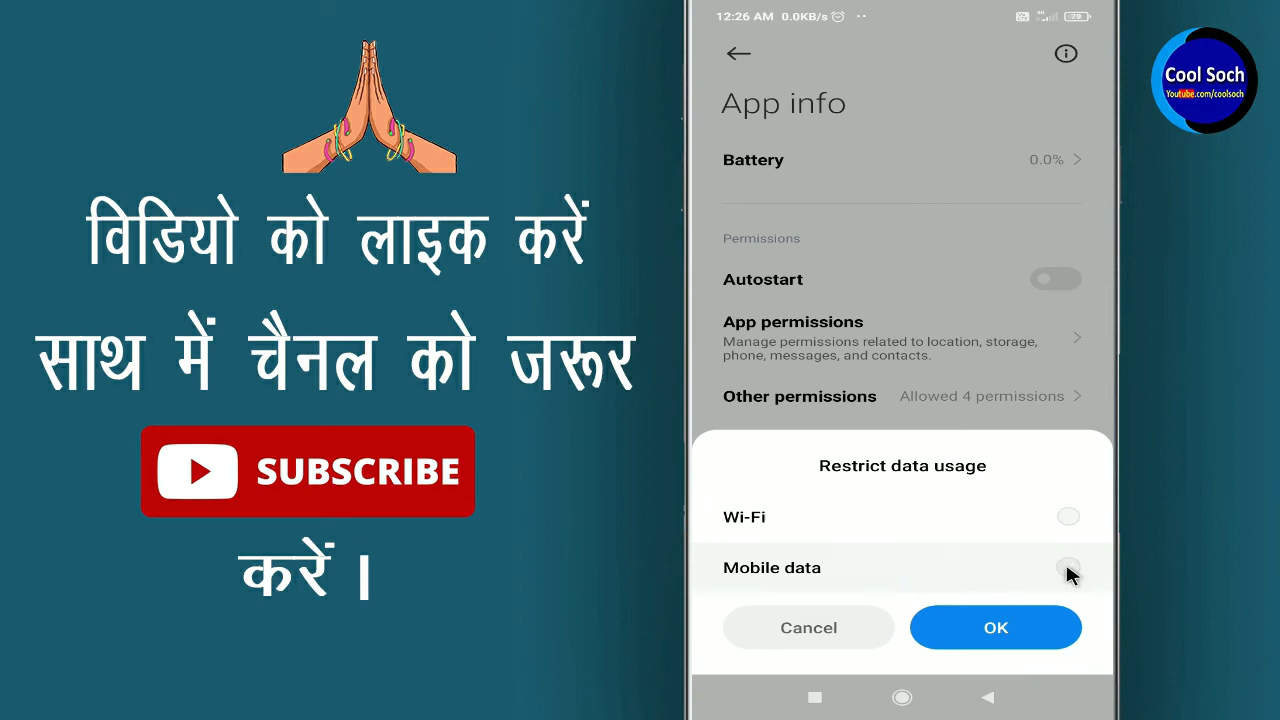 विडियो को लाइक करें
साथ में चैनल को जरूर
SUBSCRIBE
करें ।
12:26 AM 0.0KB/s
79
App info
Battery 0.0%
Permissions
Autostart
App permissions
Manage permissions related to location, storage,
phone, messages, and contacts.
Other permissions Allowed 4 permissions
Restrict data usage
Wi-Fi
Mobile data
Cancel OK
Cool Soch
Youtube.com/coolsoch